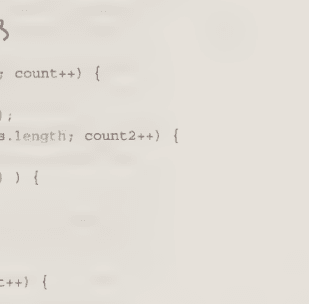 ; count++) {
);
s.length; count2++) {
) ) {
t++) {